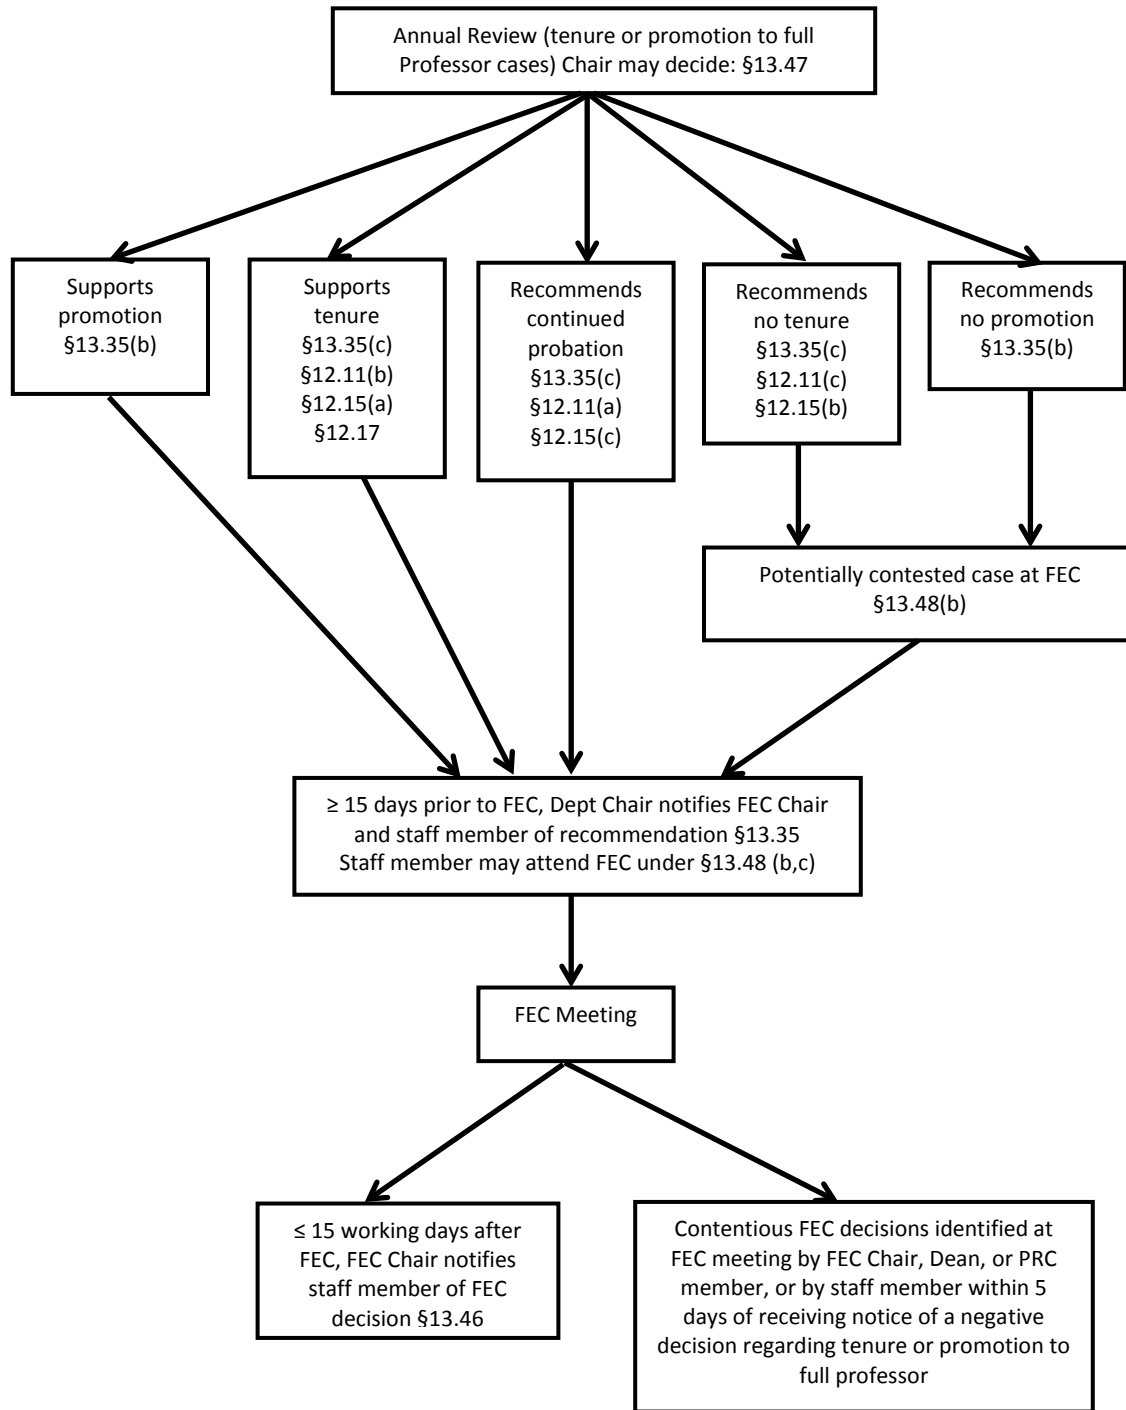 Annual Review (tenure or promotion to full
Professor cases) Chair may decide: §13.47
Supports
promotion
§13.35(b)
Supports
tenure
§13.35(c)
§12.11(b)
§12.15(a)
§12.17
Recommends
continued
probation
§13.35(c)
§12.11(a)
§12.15(c)
Recommends
no tenure
§13.35(c)
§12.11(c)
§12.15(b)
Recommends
no promotion
§13.35(b)
Potentially contested case at FEC
§13.48(b)
≥ 15 days prior to FEC, Dept Chair notifies FEC Chair
and staff member of recommendation §13.35
Staff member may attend FEC under §13.48 (b,c)
FEC Meeting
≤ 15 working days after
FEC, FEC Chair notifies
staff member of FEC
decision §13.46
Contentious FEC decisions identified at
FEC meeting by FEC Chair, Dean, or PRC
member, or by staff member within 5
days of receiving notice of a negative
decision regarding tenure or promotion to
full professor